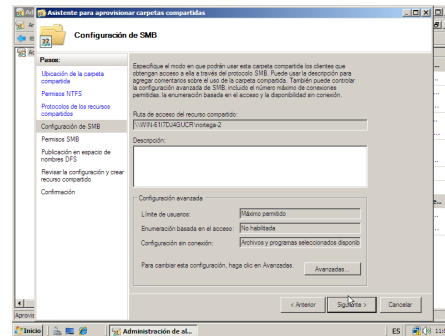 Asistente para aprovisionar carpetas compartidas
Configuración de SMB
Pasos:
Ubicación de la carpeta
compartida
Permisos NTFS
Protocolos de los recursos
compartidos
Configuración de SMB
Permisos SMB
Publicación en espacio de
nombres DFS
Revisar la configuración y crear
recurso compartido
Confirmación
Especifique el modo en que podrán usar esta carpeta compartida los clientes que
obtengan acceso a ella a través del protocolo SMB. Puede usar la descripción para
agregar comentarios sobre el uso de la carpeta compartida. También puede controlar
la configuración avanzada de SMB, incluido el número máximo de conexiones
permitidas, la enumeración basada en el acceso y la disponibilidad sin conexión.
Ruta de acceso del recurso compartido:
\\WIN-61I7DJ4GUCR\nortega-2
Descripción:
Configuración avanzada
Límite de usuarios:
Máximo permitido
Enumeración basada en el acceso:
No habilitada
Configuración sin conexión:
Archivos y programas seleccionados disponib
Para cambiar esta configuración, haga clic en Avanzadas.
Avanzadas...
< Anterior
Siguiente >
Cancelar
Aprovis
Inicio
Administración de al...
ES